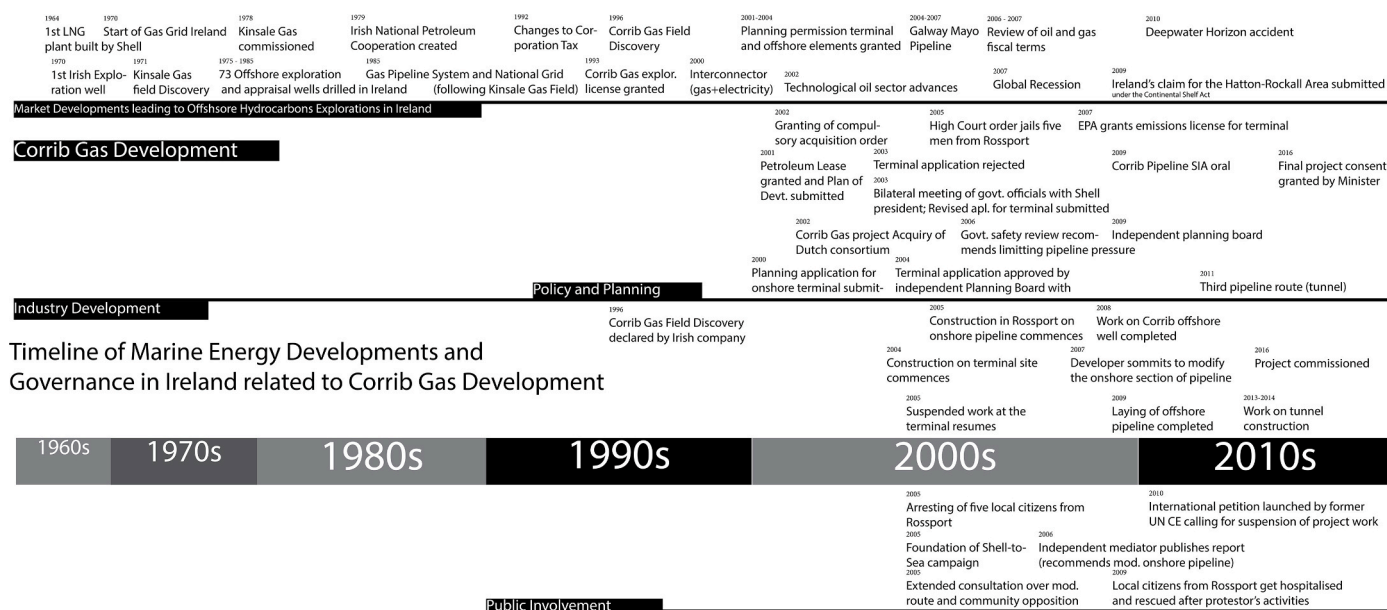 1964
1st LNG
plant built by Shell
1970
Start of Gas Grid Ireland
1978
Kinsale Gas
commissioned
1979
Irish National Petroleum
Cooperation created
1992
Changes to Cor-
poration Tax
1996
Corrib Gas Field
Discovery
2001-2004
Planning permission terminal
and offshore elements granted
2004-2007
Galway Mayo
Pipeline
2006 - 2007
Review of oil and gas
fiscal terms
2010
Deepwater Horizon accident
1970
1st Irish Explo-
ration well
1971
Kinsale Gas
field Discovery
1975 - 1985
73 Offshore exploration
and appraisal wells drilled in Ireland
1985
Gas Pipeline System and National Grid
(following Kinsale Gas Field)
1993
Corrib Gas explor.
license granted
2000
Interconnector
(gas+electricity)
2002
Technological oil sector advances
2007
Global Recession
2009
Ireland's claim for the Hatton-Rockall Area submitted
under the Continental Shelf Act
Market Developments leading to Offshsore Hydrocarbons Explorations in Ireland
Corrib Gas Development
2002
Granting of compul-
sory acquisition order
2005
High Court order jails five
men from Rossport
2007
EPA grants emissions license for terminal
2001
Petroleum Lease
granted and Plan of
Devt. submitted
2003
Terminal application rejected
2009
Corrib Pipeline SIA oral
2016
Final project consent
granted by Minister
2003
Bilateral meeting of govt. officials with Shell
president; Revised apl. for terminal submitted
2002
Corrib Gas project Acquiry of
Dutch consortium
2006
Govt. safety review recom-
mends limitting pipeline pressure
2009
Independent planning board
2000
Planning application for
onshore terminal submit-
2004
Terminal application approved by
independent Planning Board with
2011
Third pipeline route (tunnel)
Policy and Planning
Industry Development
1996
Corrib Gas Field Discovery
declared by Irish company
2005
Construction in Rossport on
onshore pipeline commences
2008
Work on Corrib offshore
well completed
Timeline of Marine Energy Developments and
Governance in Ireland related to Corrib Gas Development
2004
Construction on terminal site
commences
2007
Developer sommits to modify
the onshore section of pipeline
2016
Project commissioned
2005
Suspended work at the
terminal resumes
2009
Laying of offshore
pipeline completed
2013-2014
Work on tunnel
construction
1960s
1970s
1980s
1990s
2000s
2010s
2005
Arresting of five local citizens from
Rossport
2010
International petition launched by former
UN CE calling for suspension of project work
2005
Foundation of Shell-to-
Sea campaign
2006
Independent mediator publishes report
(recommends mod. onshore pipeline)
2005
Extended consultation over mod.
route and community opposition
2009
Local citizens from Rossport get hospitalised
and rescued after protestor's activities
Public Involvement